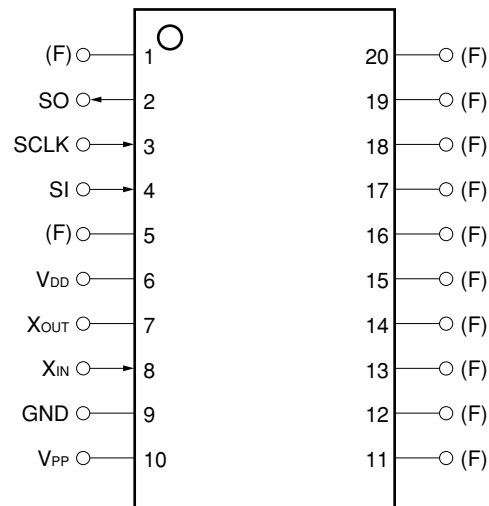 (F) 1 20 (F)
SO 2 19 (F)
SCLK 3 18 (F)
SI 4 17 (F)
(F) 5 16 (F)
VDD 6 15 (F)
XOUT 7 14 (F)
XIN 8 13 (F)
GND 9 12 (F)
VPP 10 11 (F)